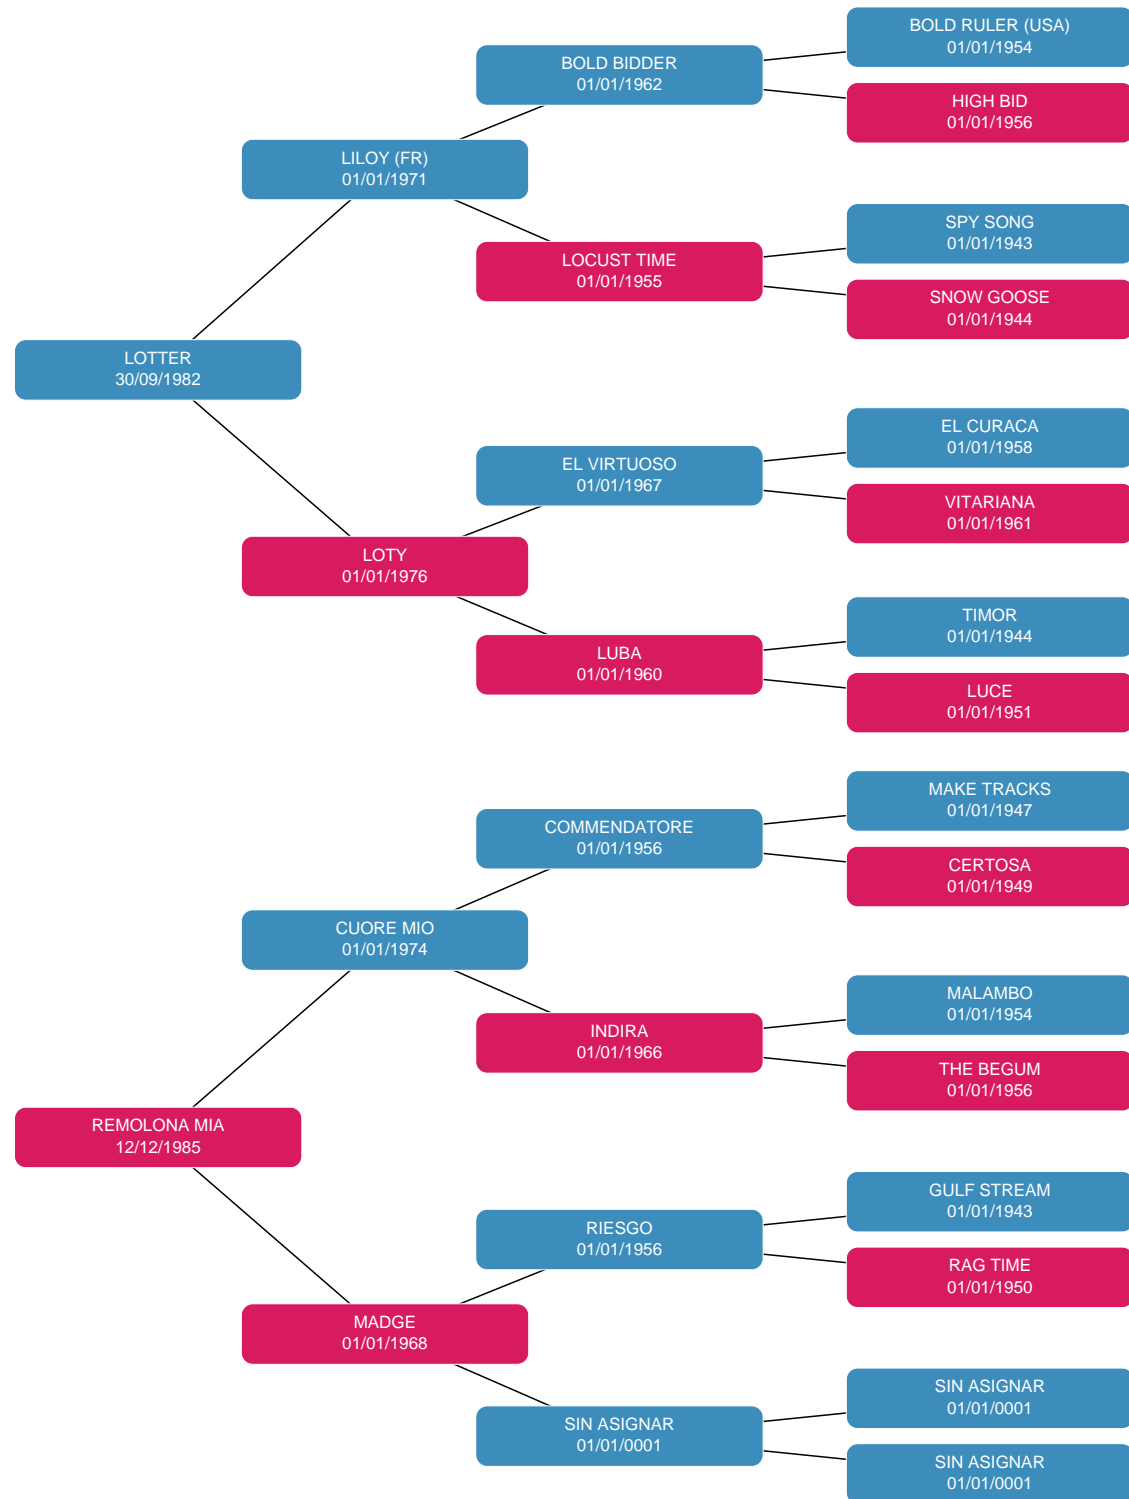 BOLD RULER (USA)
01/01/1954
BOLD BIDDER
01/01/1962
HIGH BID
01/01/1956
LILOY (FR)
01/01/1971
SPY SONG
01/01/1943
LOCUST TIME
01/01/1955
SNOW GOOSE
01/01/1944
LOTTER
30/09/1982
EL CURACA
01/01/1958
EL VIRTUOSO
01/01/1967
VITARIANA
01/01/1961
LOTY
01/01/1976
TIMOR
01/01/1944
LUBA
01/01/1960
LUCE
01/01/1951
MAKE TRACKS
01/01/1947
COMMENDATORE
01/01/1956
CERTOSA
01/01/1949
CUORE MIO
01/01/1974
MALAMBO
01/01/1954
INDIRA
01/01/1966
THE BEGUM
01/01/1956
REMOLONA MIA
12/12/1985
GULF STREAM
01/01/1943
RIESGO
01/01/1956
RAG TIME
01/01/1950
MADGE
01/01/1968
SIN ASIGNAR
01/01/0001
SIN ASIGNAR
01/01/0001
SIN ASIGNAR
01/01/0001